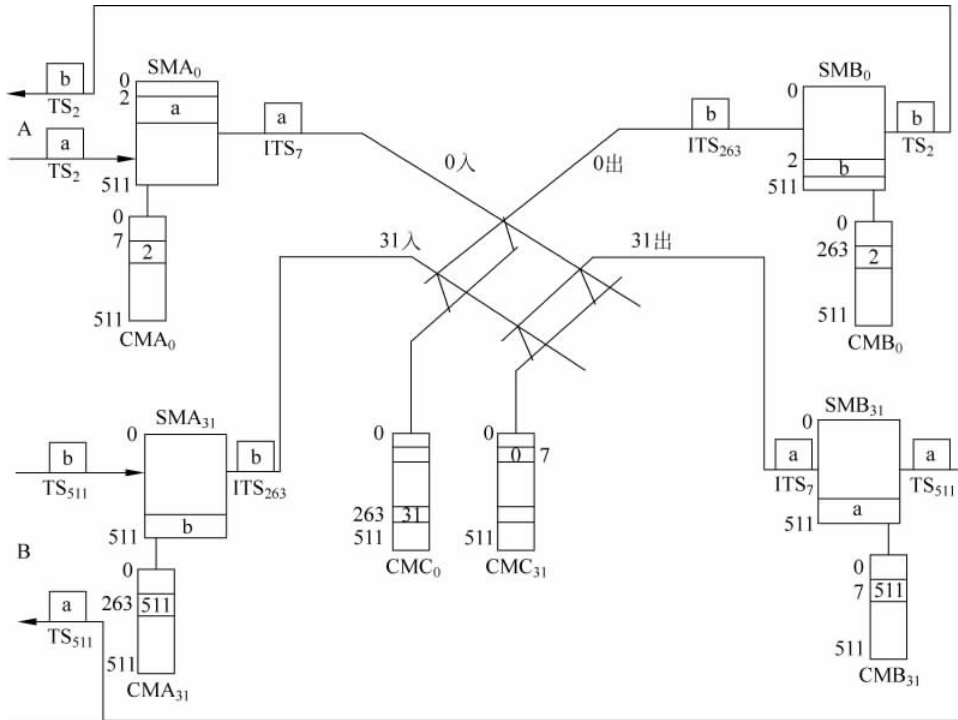 b
TS₂
A
a
TS₂
SMA₀
0
2
a
511
a
ITS₇
0
7
2
511
CMA₀
0入
0出
31入
31出
b
ITS₂₆₃
SMB₀
0
2
b
511
b
TS₂
0
263
2
511
CMB₀
SMA₃₁
0
b
TS₅₁₁
b
511
b
ITS₂₆₃
B
0
263
511
511
CMA₃₁
a
TS₅₁₁
0
263
31
511
CMC₀
0
0
7
511
CMC₃₁
SMB₃₁
0
a
ITS₇
a
511
a
TS₅₁₁
0
7
511
511
CMB₃₁